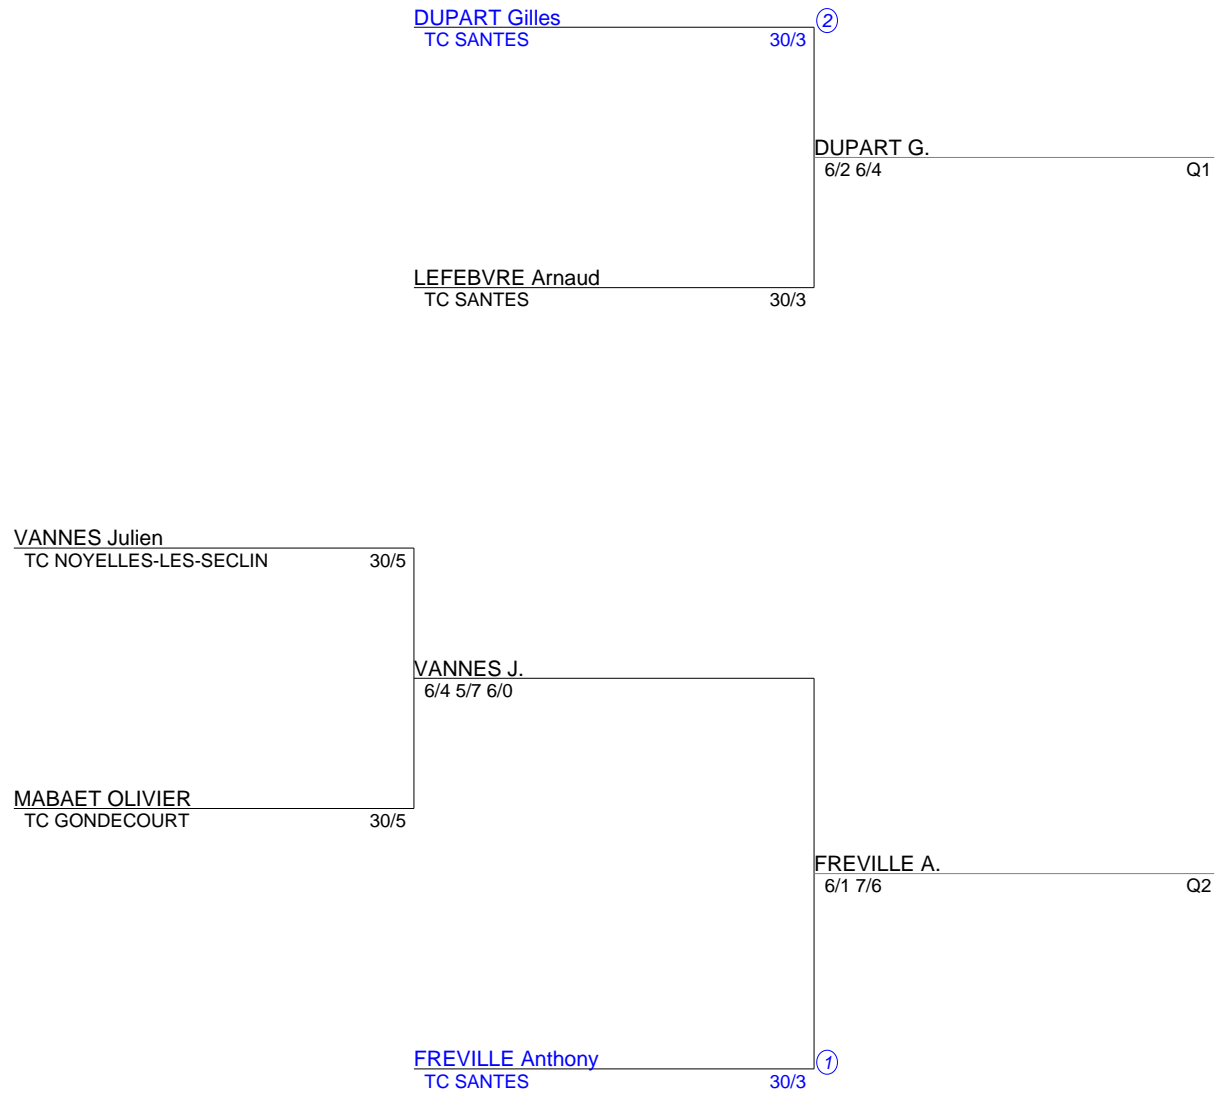 DUPART Gilles 2
TC SANTES 30/3
DUPART G.
6/2 6/4 Q1
LEFEBVRE Arnaud
TC SANTES 30/3
VANNES Julien
TC NOYELLES-LES-SECLIN 30/5
VANNES J.
6/4 5/7 6/0
MABAET OLIVIER
TC GONDECOURT 30/5
FREVILLE A.
6/1 7/6 Q2
FREVILLE Anthony 1
TC SANTES 30/3